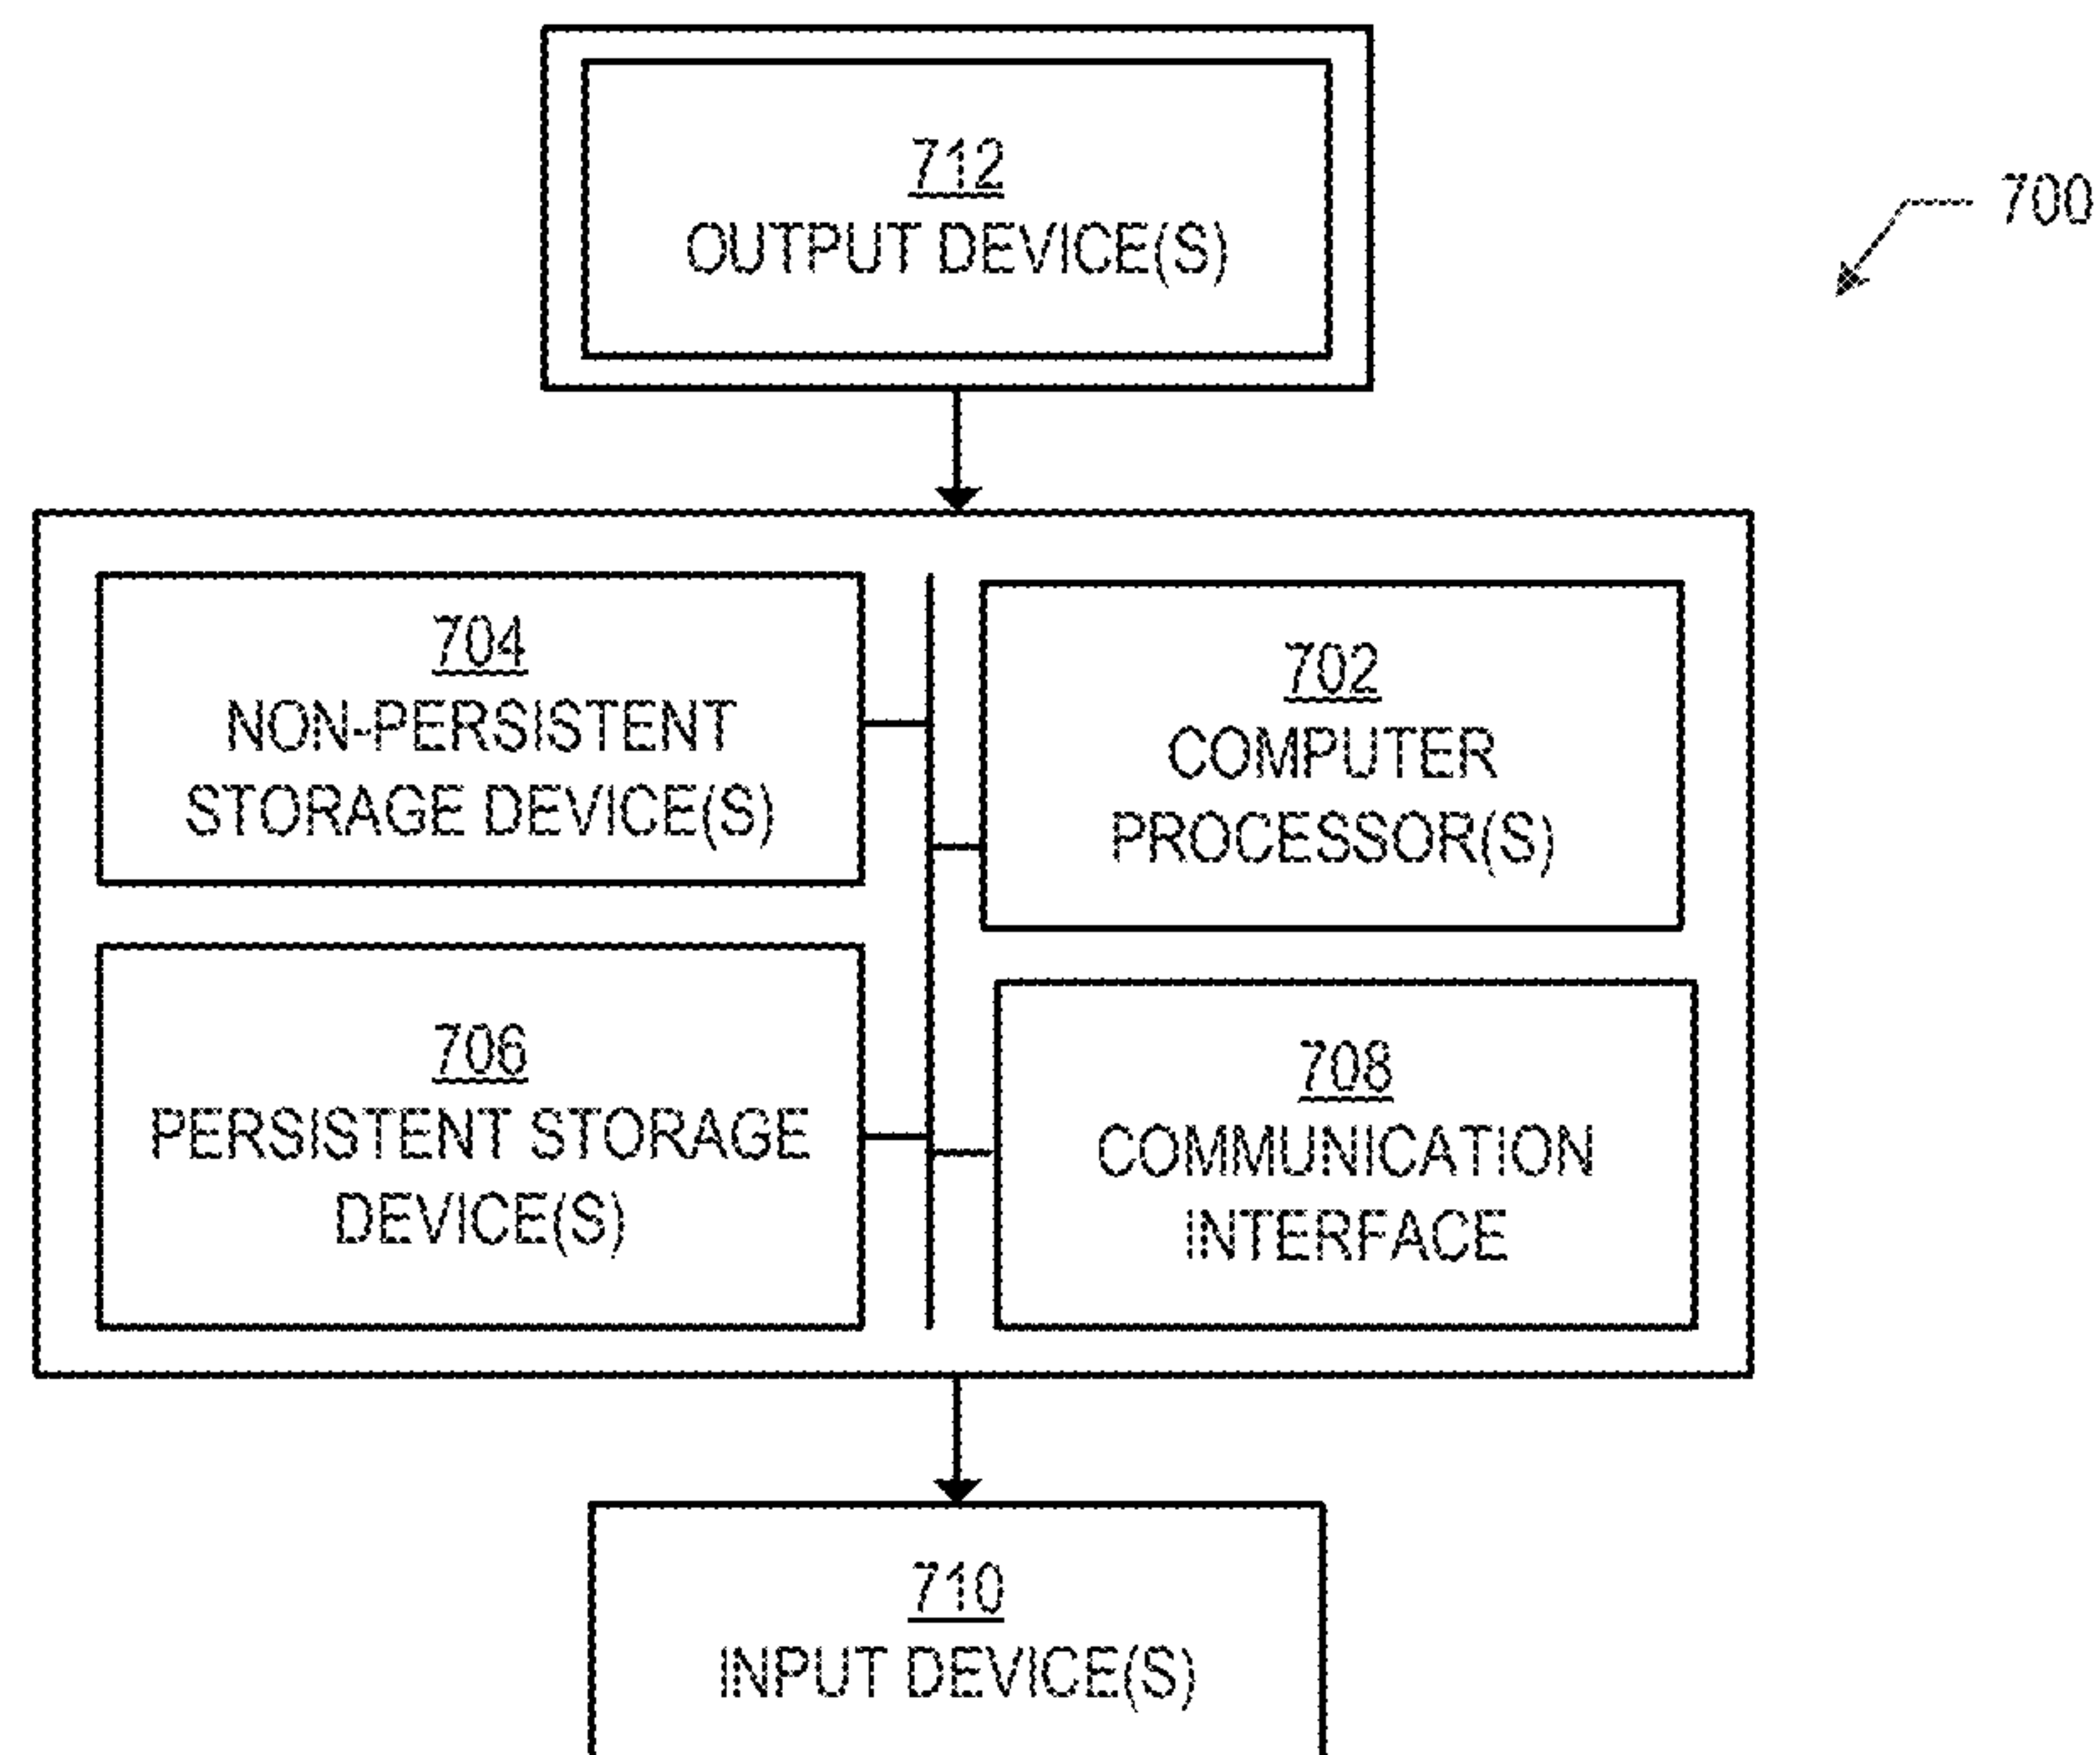 712
OUTPUT DEVICE(S)
700
704
NON-PERSISTENT
STORAGE DEVICE(S)
702
COMPUTER
PROCESSOR(S)
706
PERSISTENT STORAGE
DEVICE(S)
708
COMMUNICATION
INTERFACE
710
INPUT DEVICE(S)